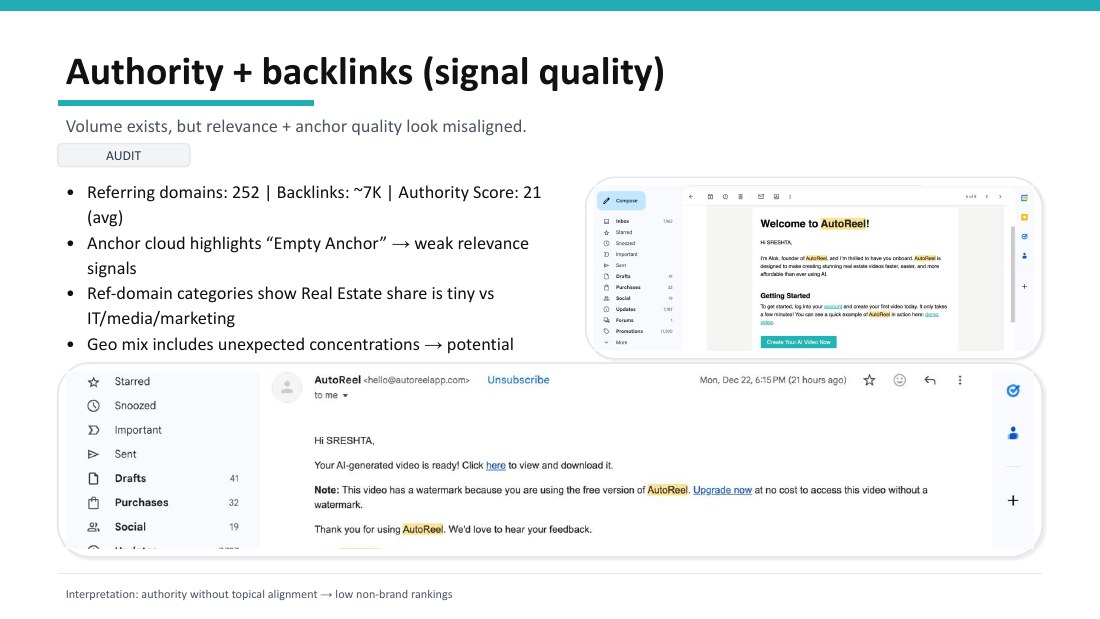 Authority + backlinks (signal quality)
Volume exists, but relevance + anchor quality look misaligned.
AUDIT
• Referring domains: 252 | Backlinks: ~7K | Authority Score: 21
(avg)
• Anchor cloud highlights “Empty Anchor” → weak relevance
signals
• Ref-domain categories show Real Estate share is tiny vs
IT/media/marketing
• Geo mix includes unexpected concentrations → potential
Compose
Inbox
Starred
Snoozed
Important
Sent
Drafts
Purchases
Social
Updates
Forums
Promotions
More
Welcome to AutoReel!
Hi SRESHTA,
I'm Alok, founder of AutoReel, and I'm thrilled to have you onboard. AutoReel is
designed to make creating stunning real estate videos faster, easier, and more
affordable than ever using AI.
Getting Started
To get started, log into your account and create your first video today. It only takes
a few minutes! You can see a quick example of AutoReel in action here: demo
video.
Create Your AI Video Now
Starred
Snoozed
Important
Sent
Drafts 41
Purchases 32
Social 19
AutoReel <hello@autoreelapp.com> Unsubscribe Mon, Dec 22, 6:15 PM (21 hours ago)
to me
Hi SRESHTA,
Your AI-generated video is ready! Click here to view and download it.
Note: This video has a watermark because you are using the free version of AutoReel. Upgrade now at no cost to access this video without a
watermark.
Thank you for using AutoReel. We'd love to hear your feedback.
Interpretation: authority without topical alignment → low non-brand rankings